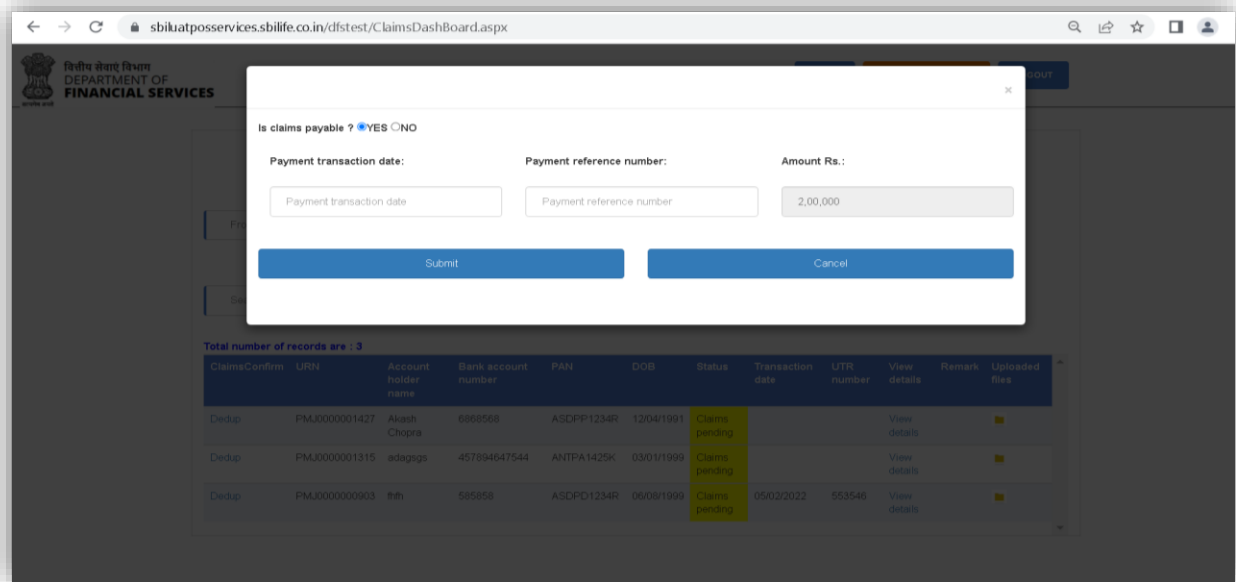 sbiluatposservices.sbilife.co.in/dfstest/ClaimsDashBoard.aspx
वित्तीय सेवाएं विभाग
DEPARTMENT OF
FINANCIAL SERVICES
×
Is claims payable ? YES NO
Payment transaction date: Payment reference number: Amount Rs.:
Payment transaction date Payment reference number 2,00,000
Submit Cancel
Total number of records are : 3
ClaimsConfirm URN Account holder name Bank account number PAN DOB Status Transaction date UTR number View details Remark Uploaded files
Dedup PMJ0000001427 Akash Chopra 6868568 ASDPP1234R 12/04/1991 Claims pending View details
Dedup PMJ0000001315 adagsgs 457894647544 ANTPA1425K 03/01/1999 Claims pending View details
Dedup PMJ0000000903 fhfh 585858 ASDPD1234R 06/08/1999 Claims pending 05/02/2022 553546 View details